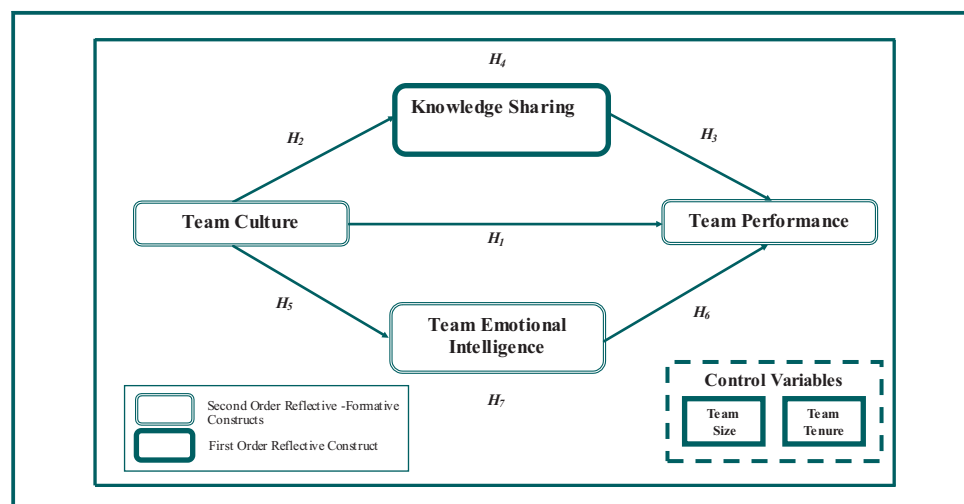 H4
Knowledge Sharing
H2
H3
Team Culture
Team Performance
H1
H5
Team Emotional
Intelligence
H6
H7
Control Variables
Team
Size
Team
Tenure
Second Order Reflective -Formative
Constructs
First Order Reflective Construct